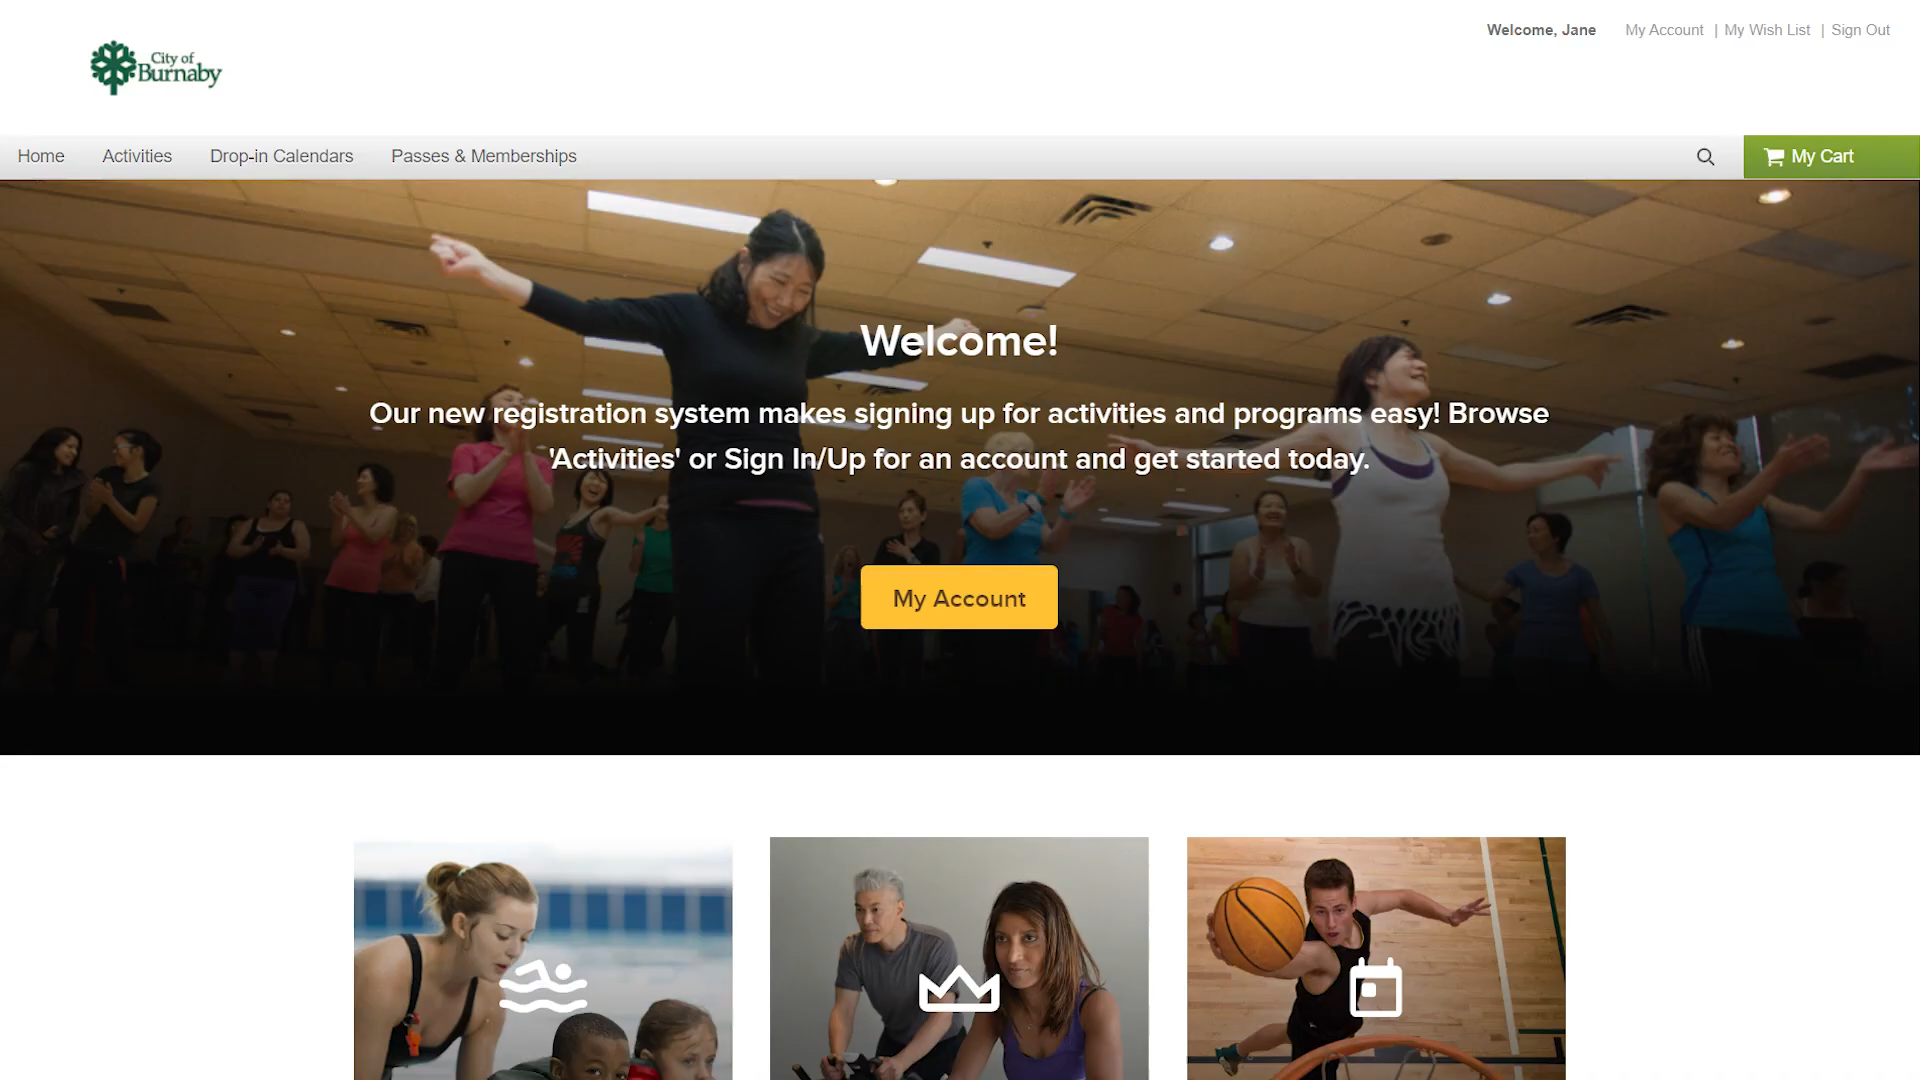 Welcome, Jane My Account | My Wish List | Sign Out
City of
Burnaby
Home Activities Drop-in Calendars Passes & Memberships My Cart
Welcome!
Our new registration system makes signing up for activities and programs easy! Browse
'Activities' or Sign In/Up for an account and get started today.
My Account